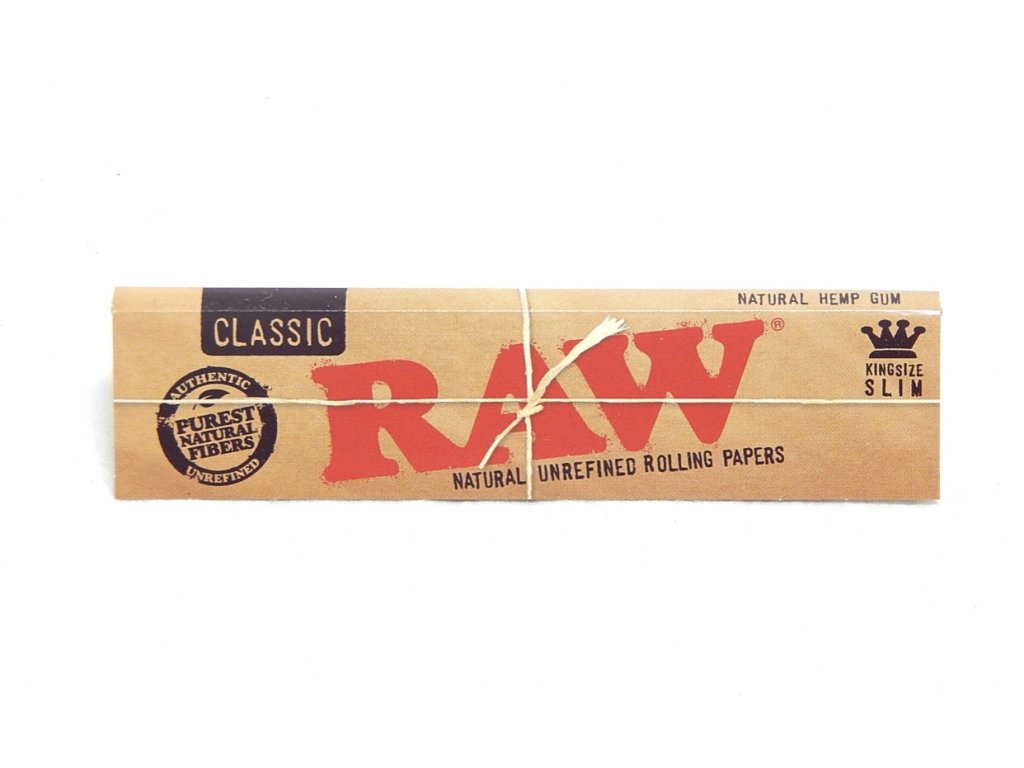 NATURAL HEMP GUM
CLASSIC
RAW®
KINGSIZE
SLIM
AUTHENTIC
PUREST
NATURAL
FIBERS
UNREFINED
NATURAL UNREFINED ROLLING PAPERS